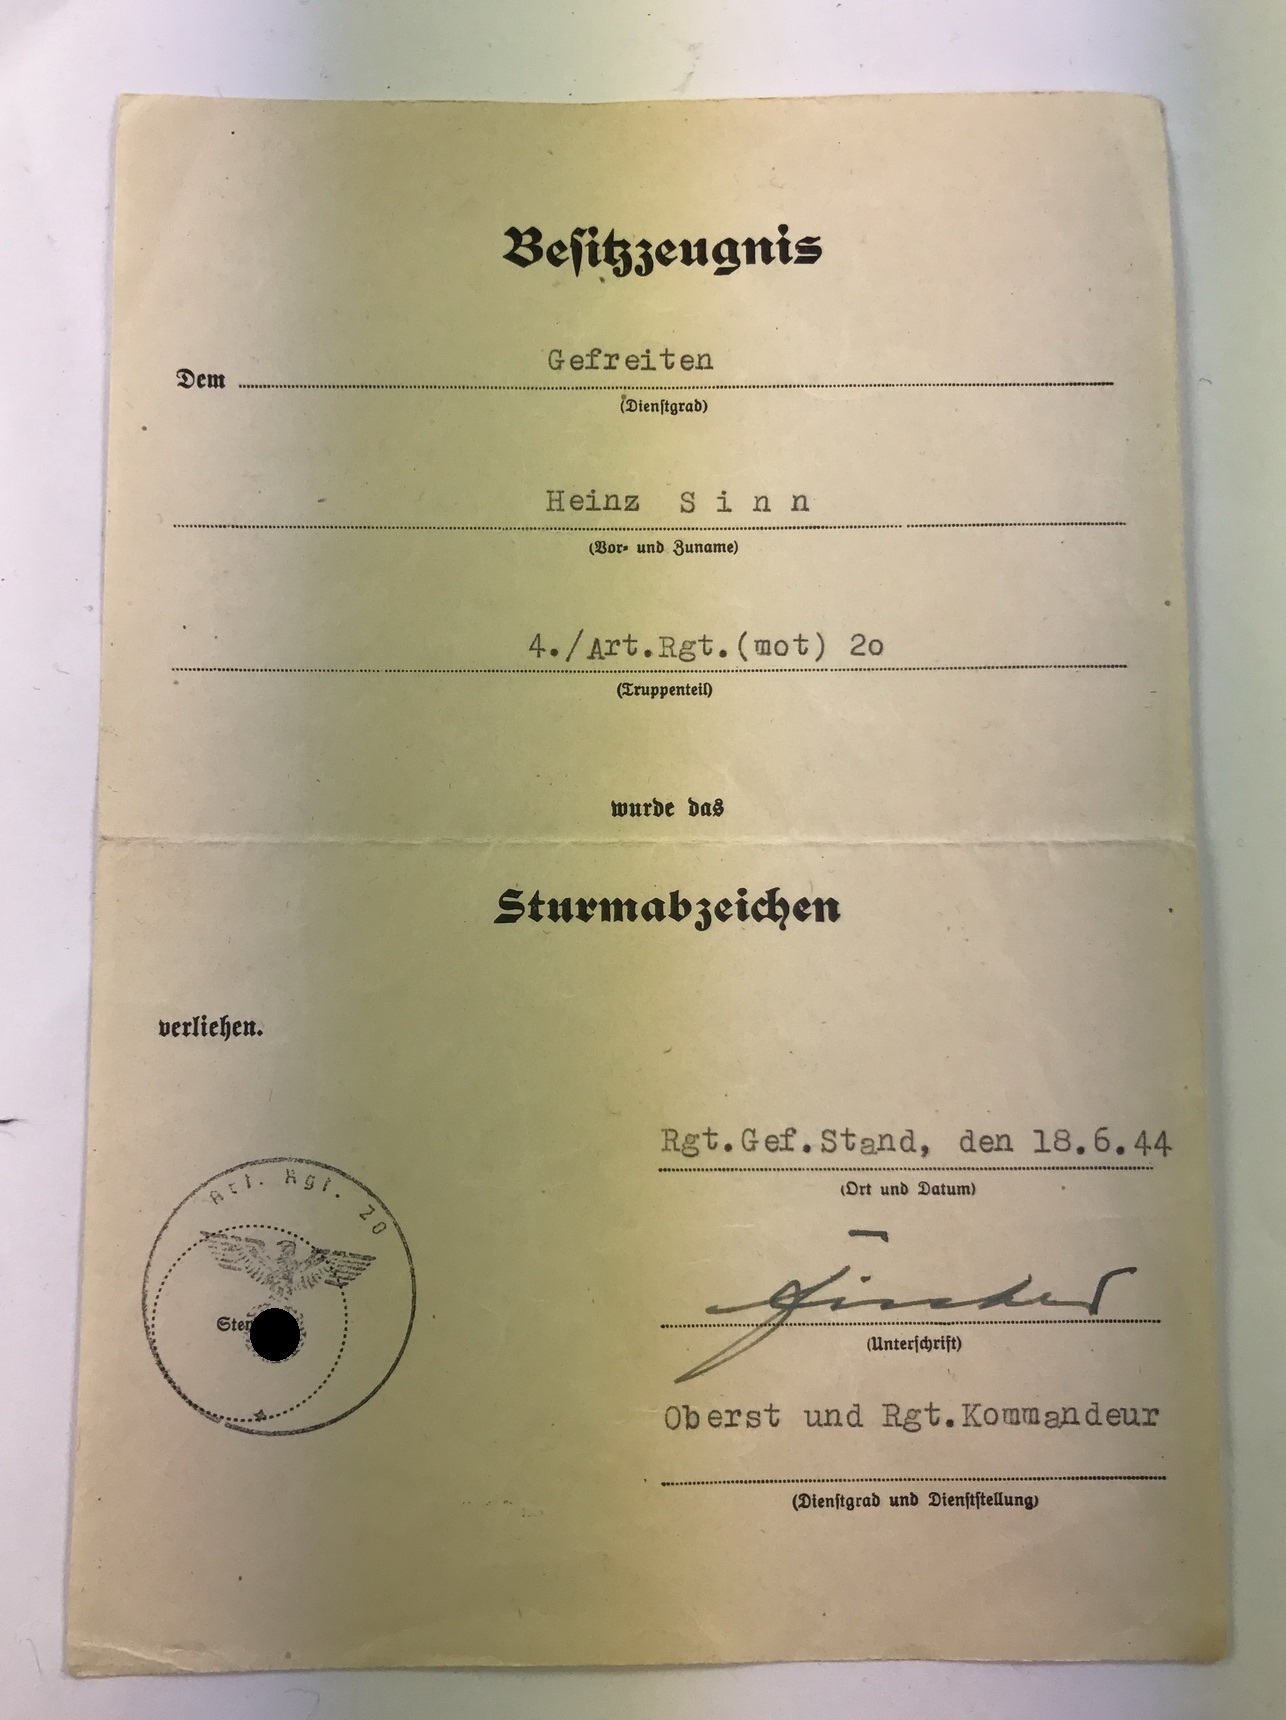 Besitzzeugnis
Gefreiten
Dem
(Dienstgrad)
Heinz S i n n
(Vor- und Zuname)
4./Art.Rgt.(mot) 2o
(Truppenteil)
wurde das
Sturmabzeichen
verliehen.
Rgt.Gef.Stand, den 18.6.44
(Ort und Datum)
Art. Rgt. 20
(Unterschrift)
Oberst und Rgt.Kommandeur
(Dienstgrad und Dienststellung)